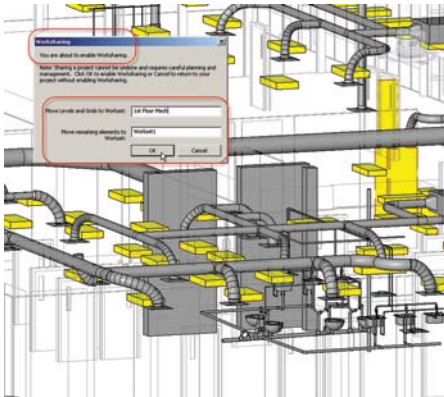 Worksharing
You are about to enable Worksharing.
Note: Sharing a project cannot be undone and requires careful planning and
management. Click OK to enable Worksharing or Cancel to return to your
project without enabling Worksharing.
Move Levels and Grids to Workset: 1st Floor Mech
Move remaining elements to Workset1
Workset:
OK Cancel